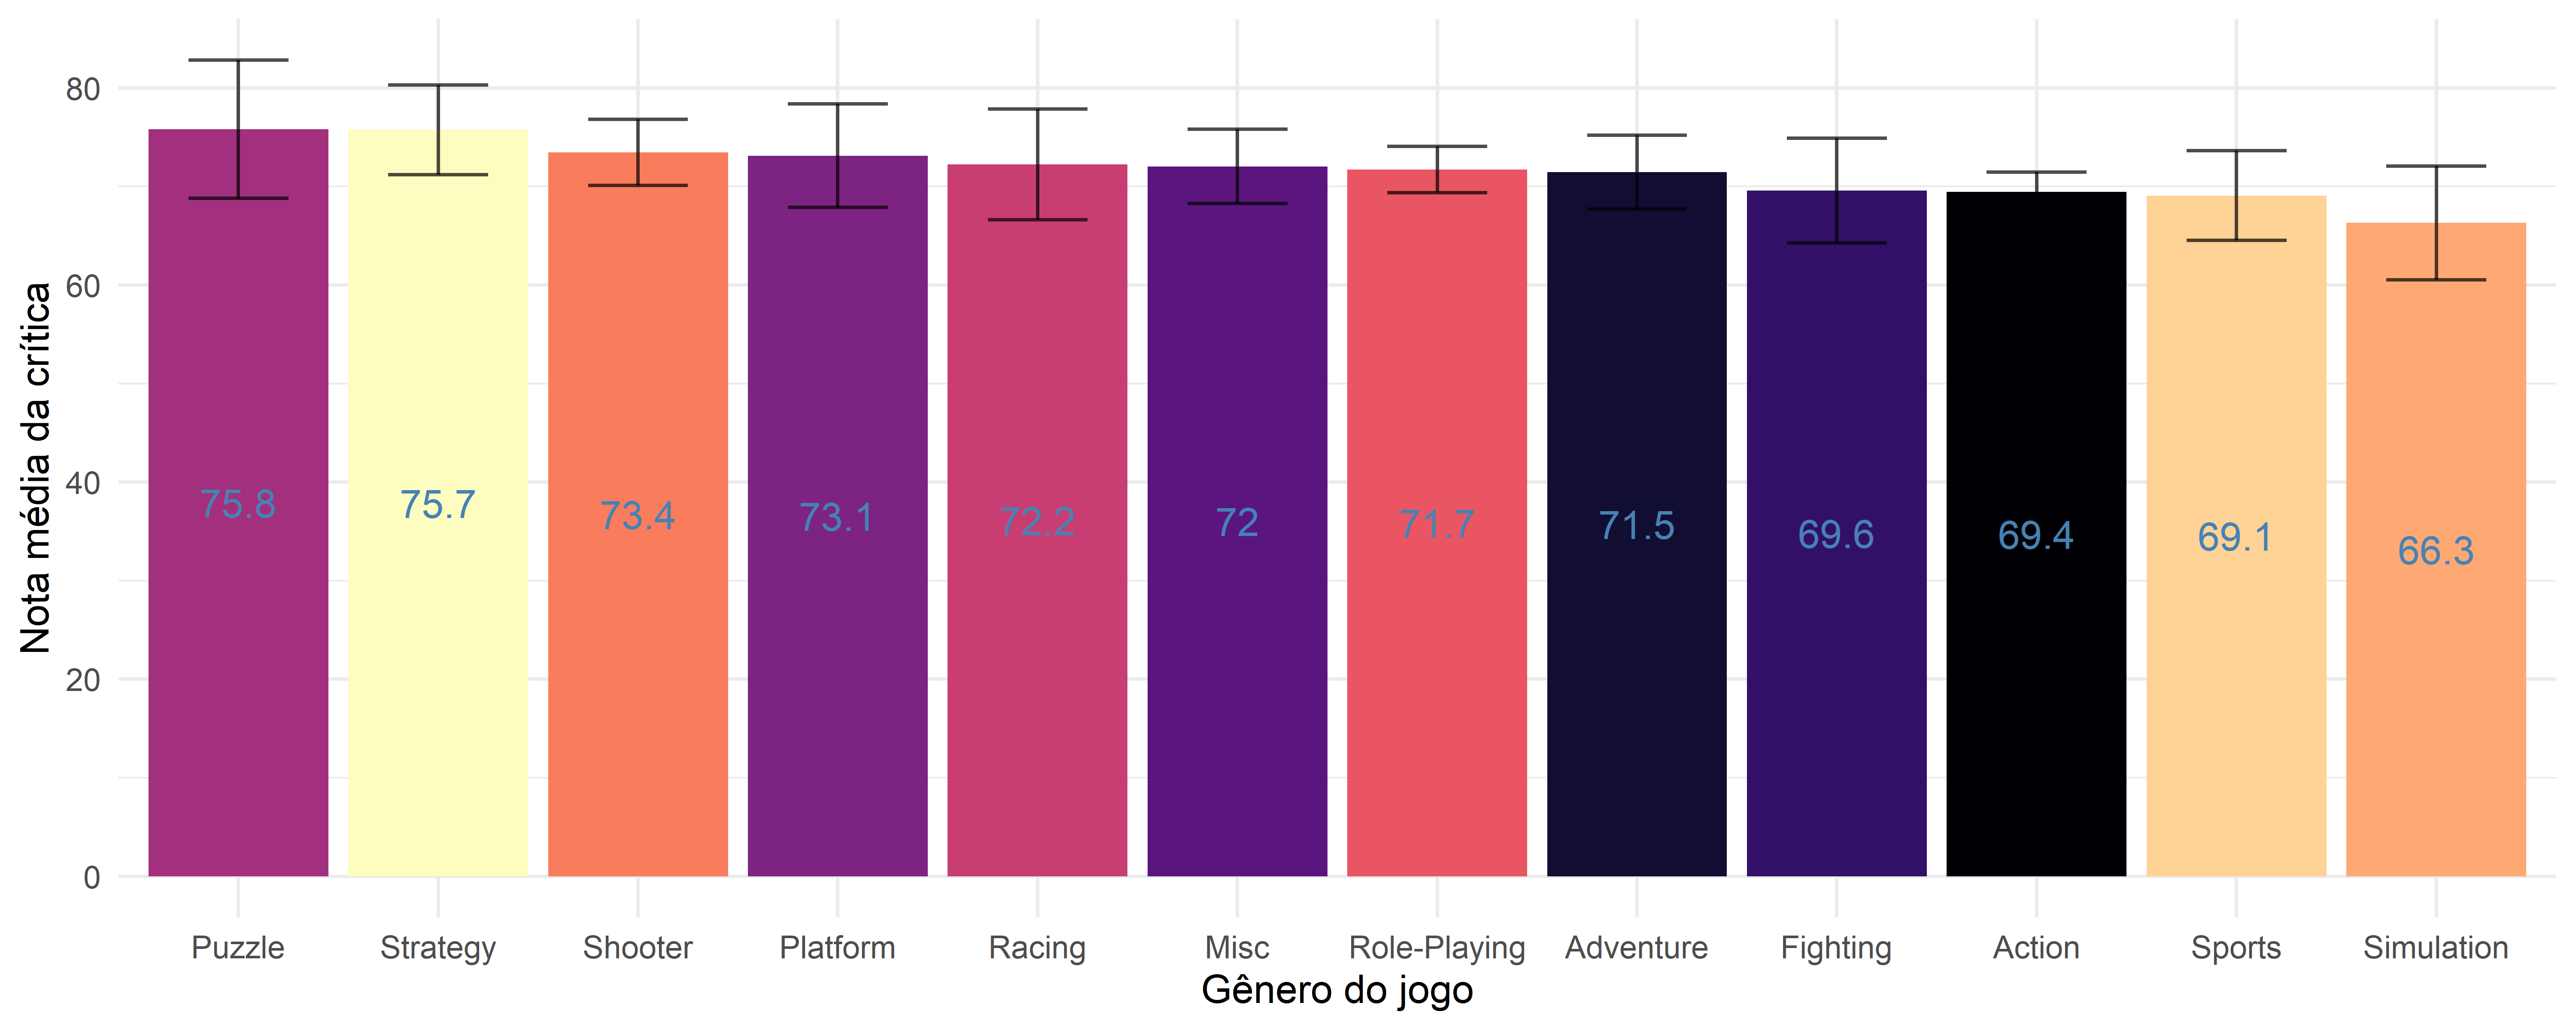 80
60
40
20
0
Nota média da crítica
75.8
75.7
73.4
73.1
72.2
72
71.7
71.5
69.6
69.4
69.1
66.3
Puzzle
Strategy
Shooter
Platform
Racing
Misc
Role-Playing
Adventure
Fighting
Action
Sports
Simulation
Gênero do jogo